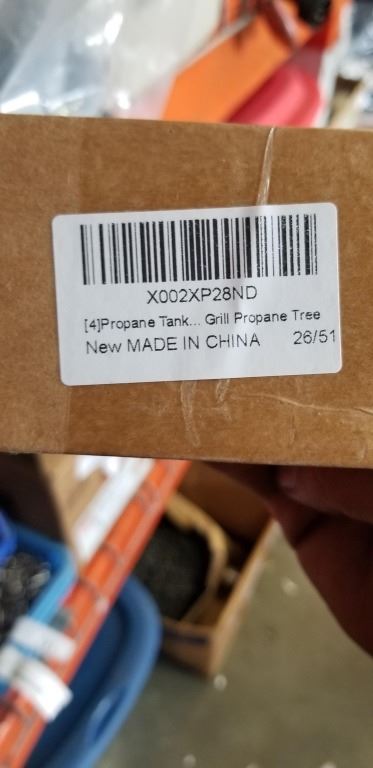 X002XP28ND
[4]Propane Tank... Grill Propane Tree
New MADE IN CHINA 26/51